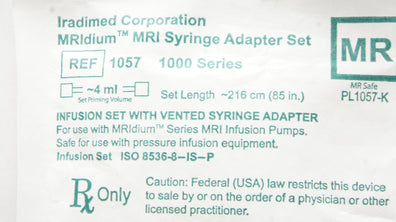 Iradimed Corporation
MRIdium™ MRI Syringe Adapter Set
REF 1057 1000 Series
MR
~4 ml
Set Priming Volume
Set Length ~216 cm (85 in.)
MR Safe
PL1057-K
INFUSION SET WITH VENTED SYRINGE ADAPTER
For use with MRIdium™ Series MRI Infusion Pumps.
Safe for use with pressure infusion equipment.
Infusion Set ISO 8536-8-IS-P
Rx Only
Caution: Federal (USA) law restricts this device
to sale by or on the order of a physician or other
licensed practitioner.